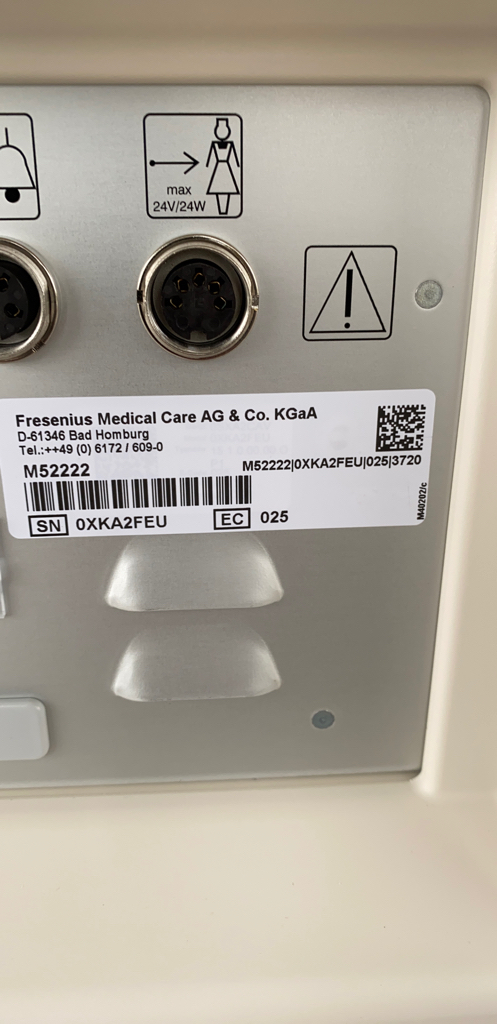 max
24V/24W
Fresenius Medical Care AG & Co. KGaA
D-61346 Bad Homburg
Tel.:++49 (0) 6172 / 609-0
M52222
M52222|0XKA2FEU|025|3720
SN 0XKA2FEU EC 025
M40202/c